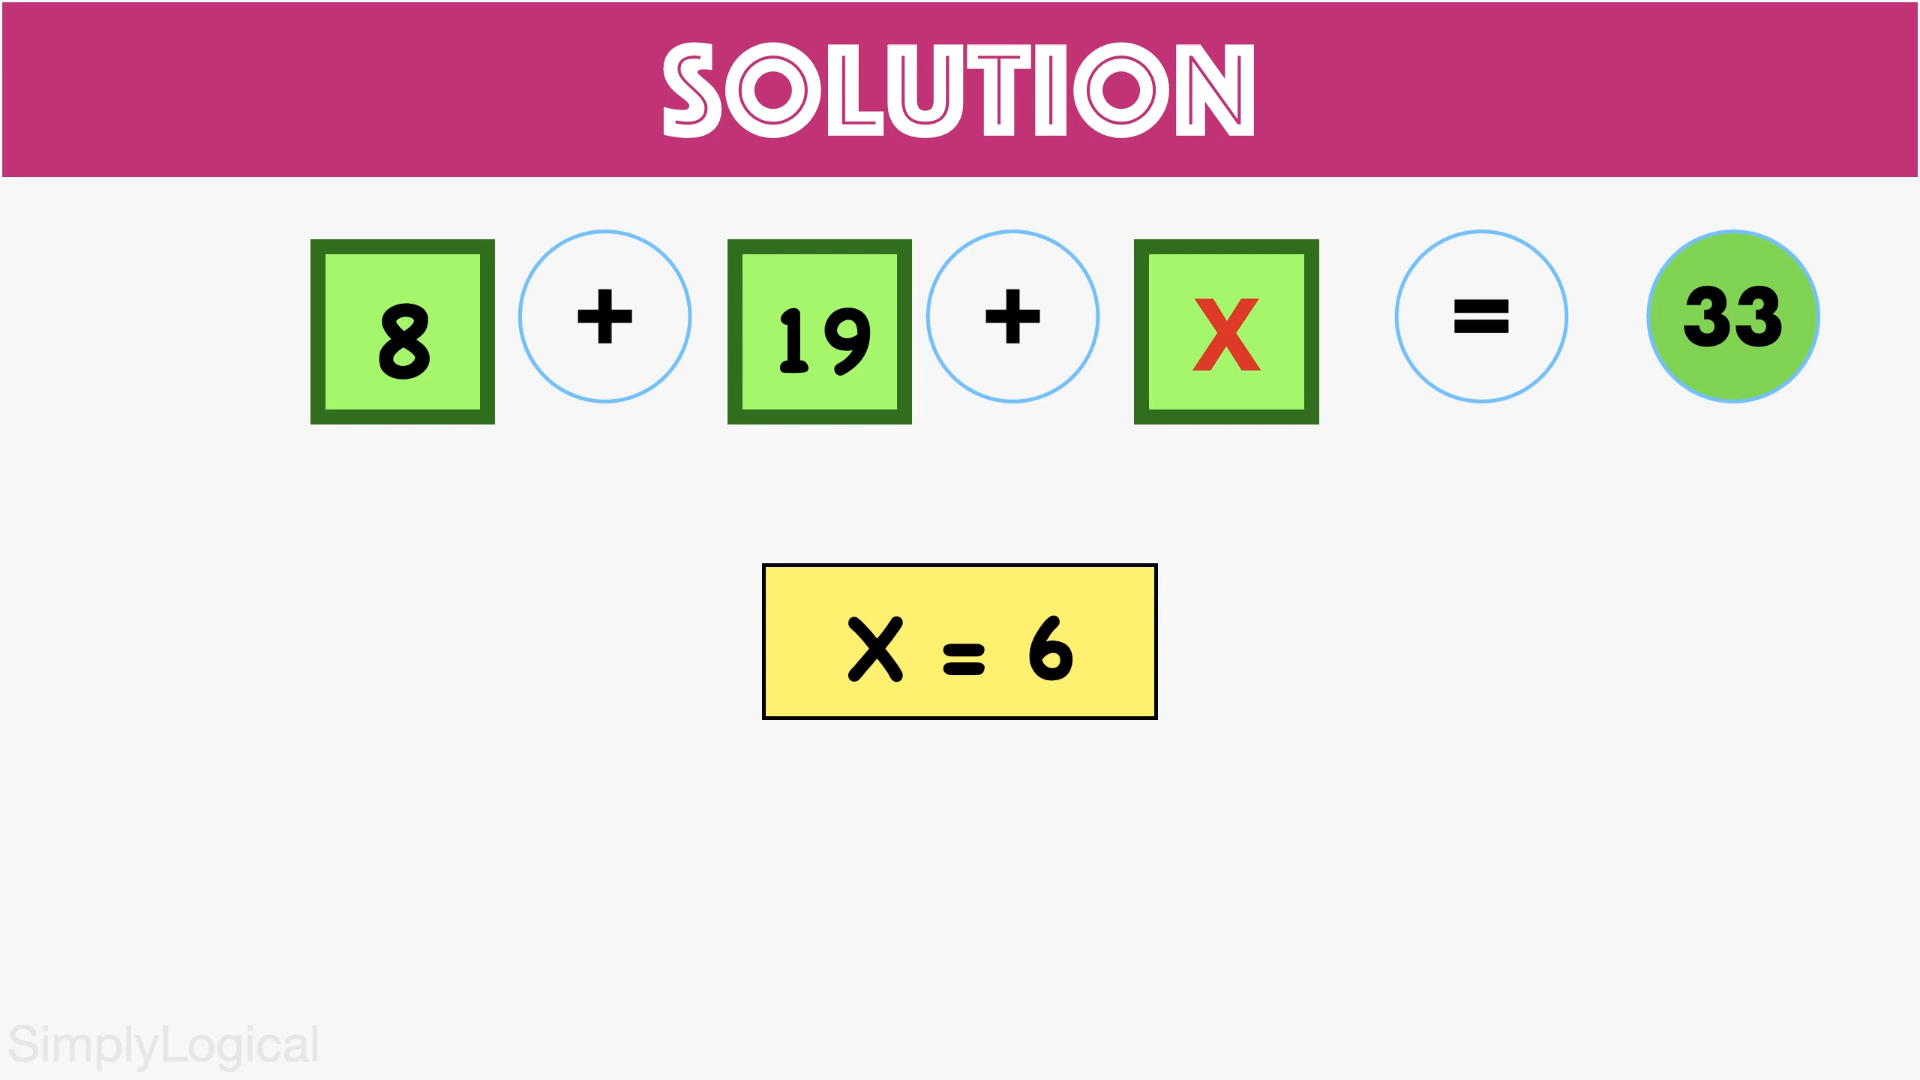 SOLUTION
8 + 19 + X = 33
X = 6
SimplyLogical